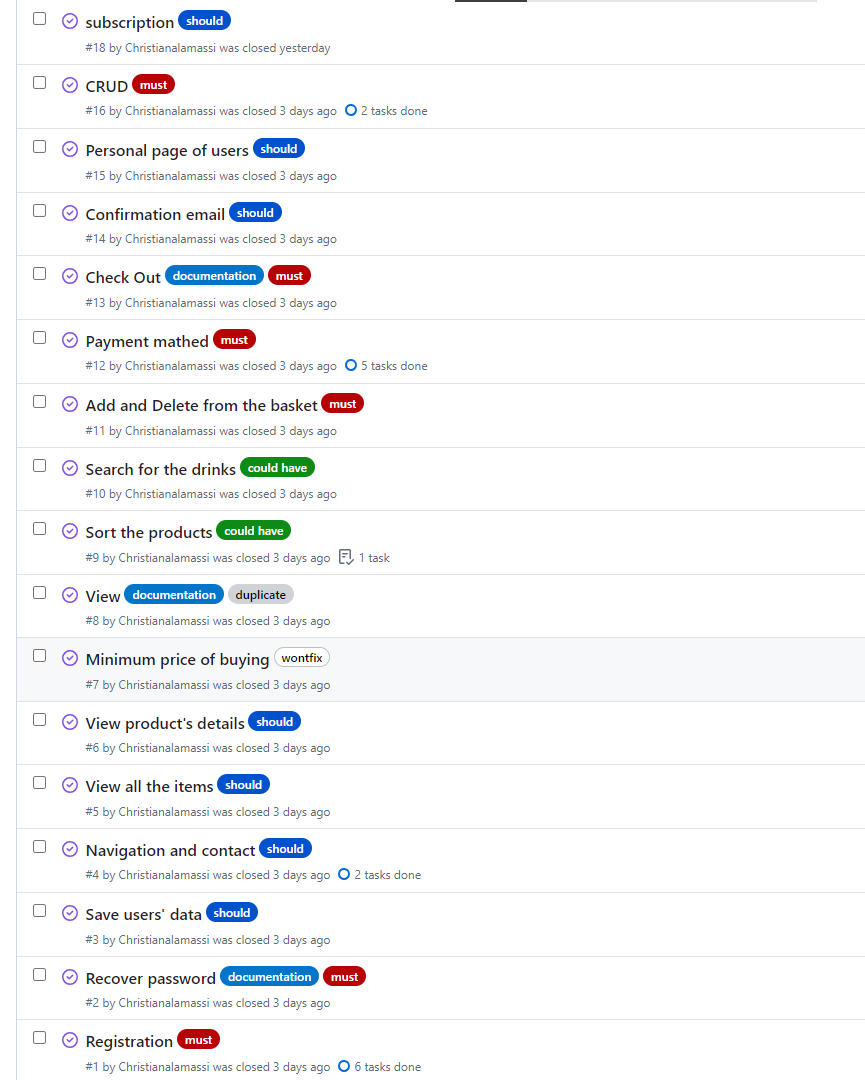 subscription should
#18 by Christianalamassi was closed yesterday
CRUD must
#16 by Christianalamassi was closed 3 days ago 2 tasks done
Personal page of users should
#15 by Christianalamassi was closed 3 days ago
Confirmation email should
#14 by Christianalamassi was closed 3 days ago
Check Out documentation must
#13 by Christianalamassi was closed 3 days ago
Payment mathed must
#12 by Christianalamassi was closed 3 days ago 5 tasks done
Add and Delete from the basket must
#11 by Christianalamassi was closed 3 days ago
Search for the drinks could have
#10 by Christianalamassi was closed 3 days ago
Sort the products could have
#9 by Christianalamassi was closed 3 days ago 1 task
View documentation duplicate
#8 by Christianalamassi was closed 3 days ago
Minimum price of buying wontfix
#7 by Christianalamassi was closed 3 days ago
View product's details should
#6 by Christianalamassi was closed 3 days ago
View all the items should
#5 by Christianalamassi was closed 3 days ago
Navigation and contact should
#4 by Christianalamassi was closed 3 days ago 2 tasks done
Save users' data should
#3 by Christianalamassi was closed 3 days ago
Recover password documentation must
#2 by Christianalamassi was closed 3 days ago
Registration must
#1 by Christianalamassi was closed 3 days ago 6 tasks done